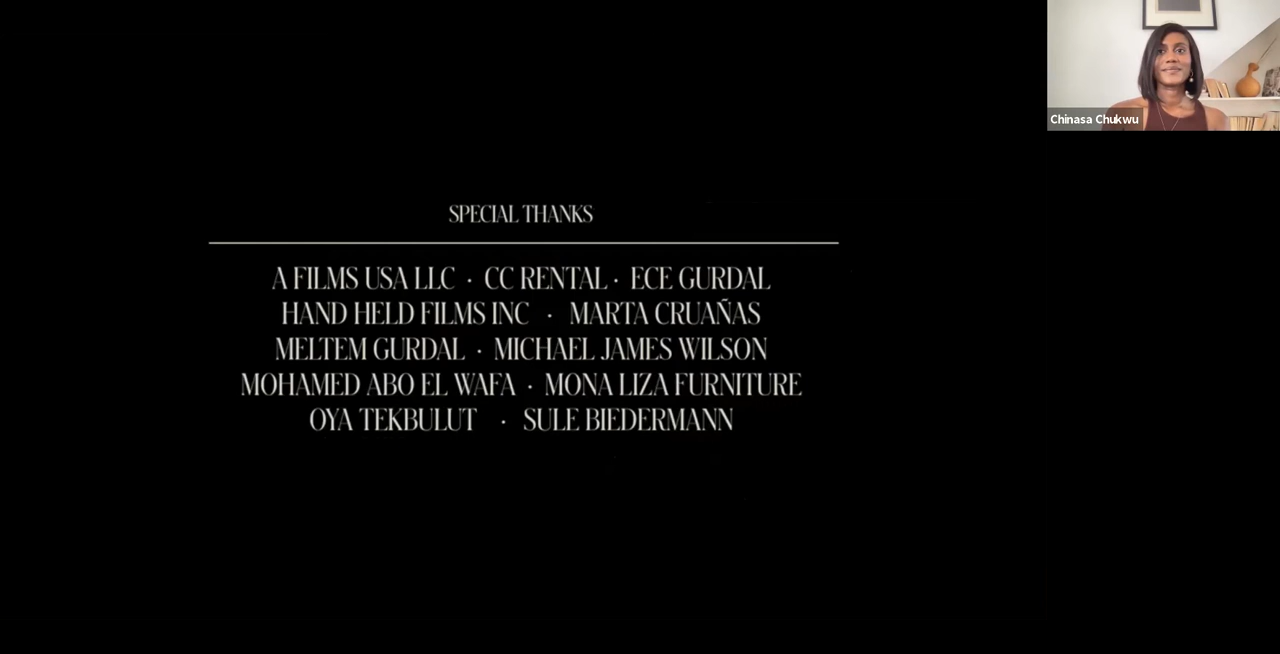 Chinasa Chukwu
SPECIAL THANKS
A FILMS USA LLC · CC RENTAL · ECE GURDAL
HAND HELD FILMS INC · MARTA CRUAÑAS
MELTEM GURDAL · MICHAEL JAMES WILSON
MOHAMED ABO EL WAFA · MONA LIZA FURNITURE
OYA TEKBULUT · SULE BIEDERMANN